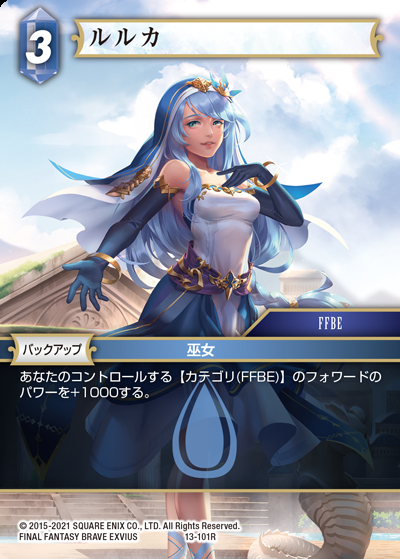 3
ルルカ
FFBE
バックアップ
巫女
あなたのコントロールする【カテゴリ(FFBE)】のフォワードの
パワーを+1000する。
© 2015-2021 SQUARE ENIX CO., LTD. All Rights Reserved.
FINAL FANTASY BRAVE EXVIUS 13-101R